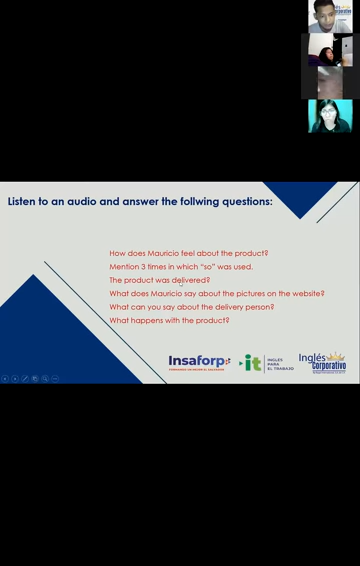 Listen to an audio and answer the follwing questions:
How does Mauricio feel about the product?
Mention 3 times in which “so” was used.
The product was delivered?
What does Mauricio say about the pictures on the website?
What can you say about the delivery person?
What happens with the product?
Insaforp
it
INGLÉS
PARA
EL TRABAJO
Inglés
Corporativo